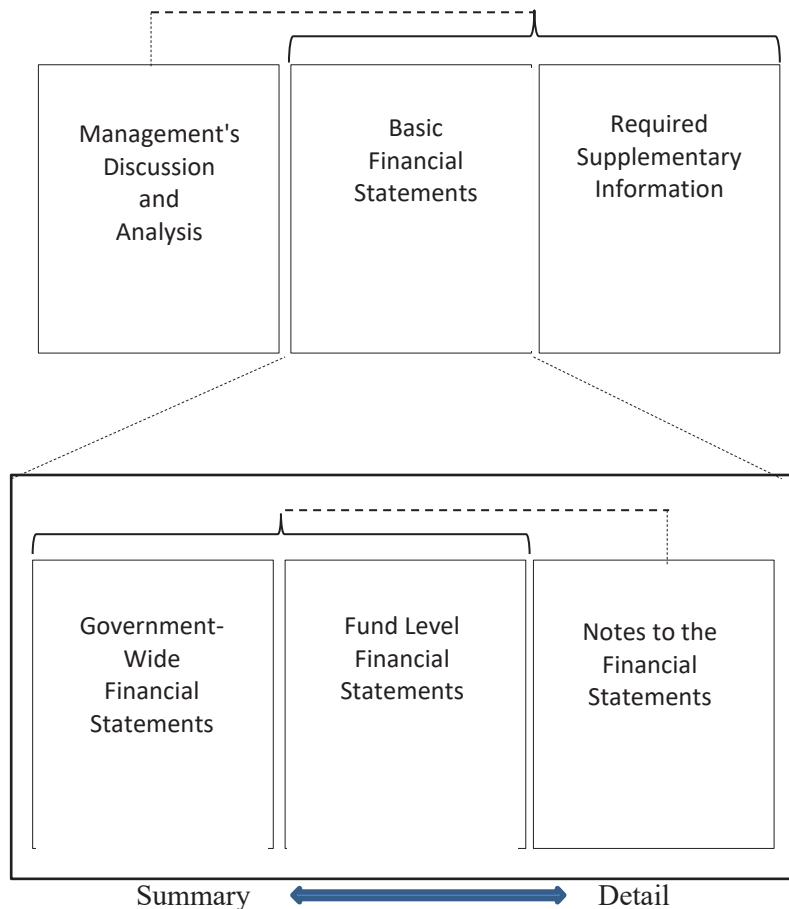 Management's
Discussion
and
Analysis
Basic
Financial
Statements
Required
Supplementary
Information
Government-
Wide
Financial
Statements
Fund Level
Financial
Statements
Notes to the
Financial
Statements
Summary
Detail